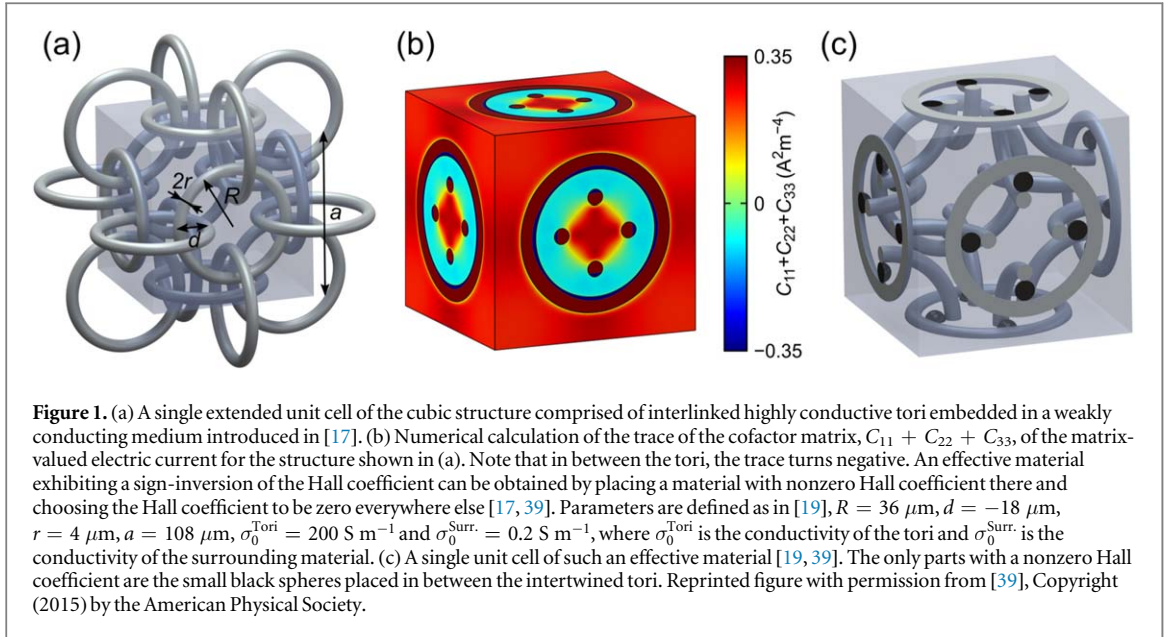 (a)
(b)
(c)
2r
R
d
a
0.35
0
−0.35
C₁₁+C₂₂+C₃₃(A²m⁻⁴)
Figure 1. (a) A single extended unit cell of the cubic structure comprised of interlinked highly conductive tori embedded in a weakly
conducting medium introduced in [17]. (b) Numerical calculation of the trace of the cofactor matrix, C₁₁ + C₂₂ + C₃₃, of the matrix-
valued electric current for the structure shown in (a). Note that in between the tori, the trace turns negative. An effective material
exhibiting a sign-inversion of the Hall coefficient can be obtained by placing a material with nonzero Hall coefficient there and
choosing the Hall coefficient to be zero everywhere else [17, 39]. Parameters are defined as in [19], R = 36 μm, d = −18 μm,
r = 4 μm, a = 108 μm, σ₀^Tori = 200 S m⁻¹ and σ₀^Surr. = 0.2 S m⁻¹, where σ₀^Tori is the conductivity of the tori and σ₀^Surr. is the
conductivity of the surrounding material. (c) A single unit cell of such an effective material [19, 39]. The only parts with a nonzero Hall
coefficient are the small black spheres placed in between the intertwined tori. Reprinted figure with permission from [39], Copyright
(2015) by the American Physical Society.